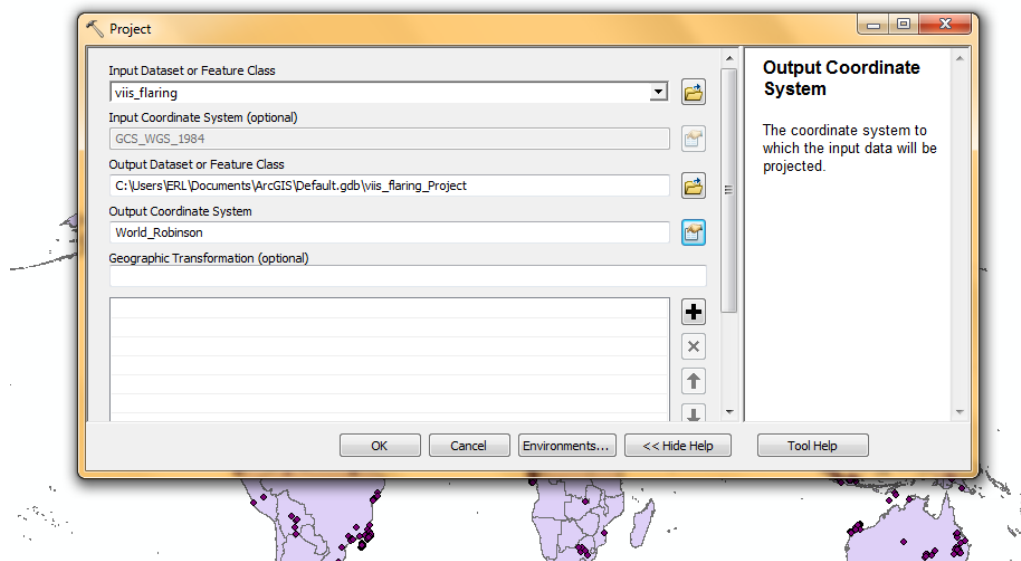 Project
Input Dataset or Feature Class
viis_flaring
Input Coordinate System (optional)
GCS_WGS_1984
Output Dataset or Feature Class
C:\Users\ERL\Documents\ArcGIS\Default.gdb\viis_flaring_Project
Output Coordinate System
World_Robinson
Geographic Transformation (optional)
OK
Cancel
Environments...
<< Hide Help
Tool Help
Output Coordinate
System
The coordinate system to
which the input data will be
projected.